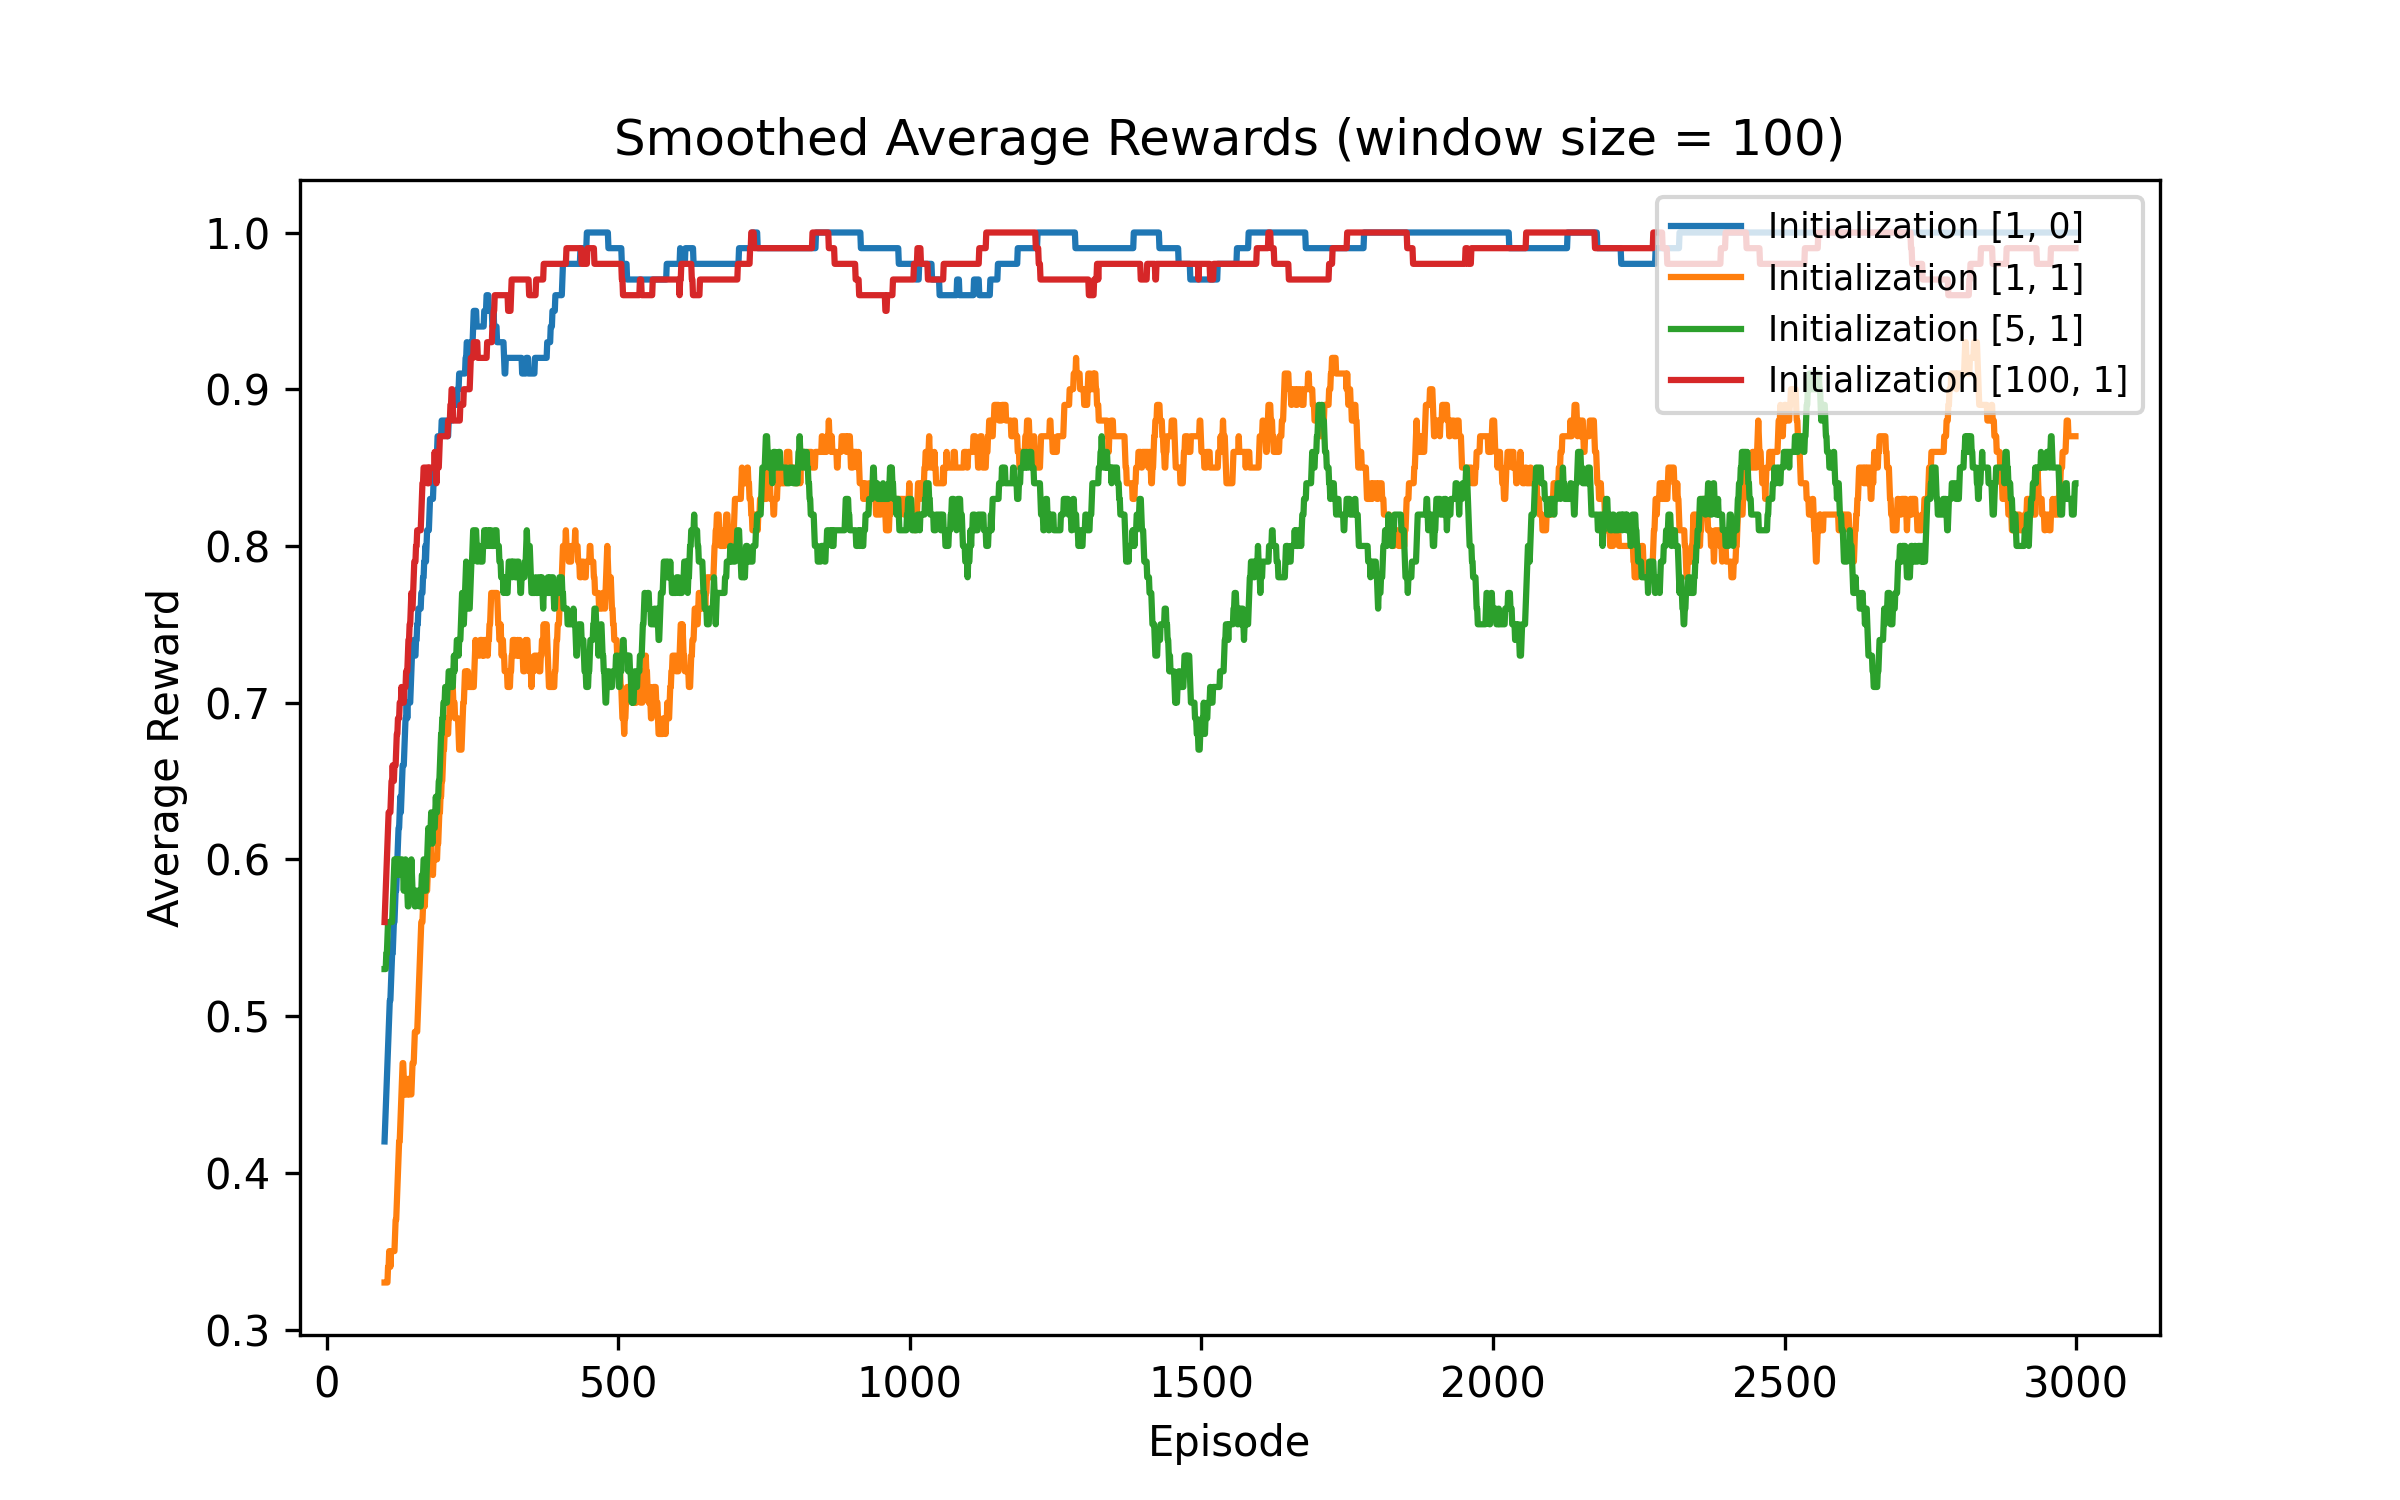 Smoothed Average Rewards (window size = 100)
Initialization [1, 0]
Initialization [1, 1]
Initialization [5, 1]
Initialization [100, 1]
1.0
0.9
0.8
0.7
0.6
0.5
0.4
0.3
Average Reward
0 500 1000 1500 2000 2500 3000
Episode